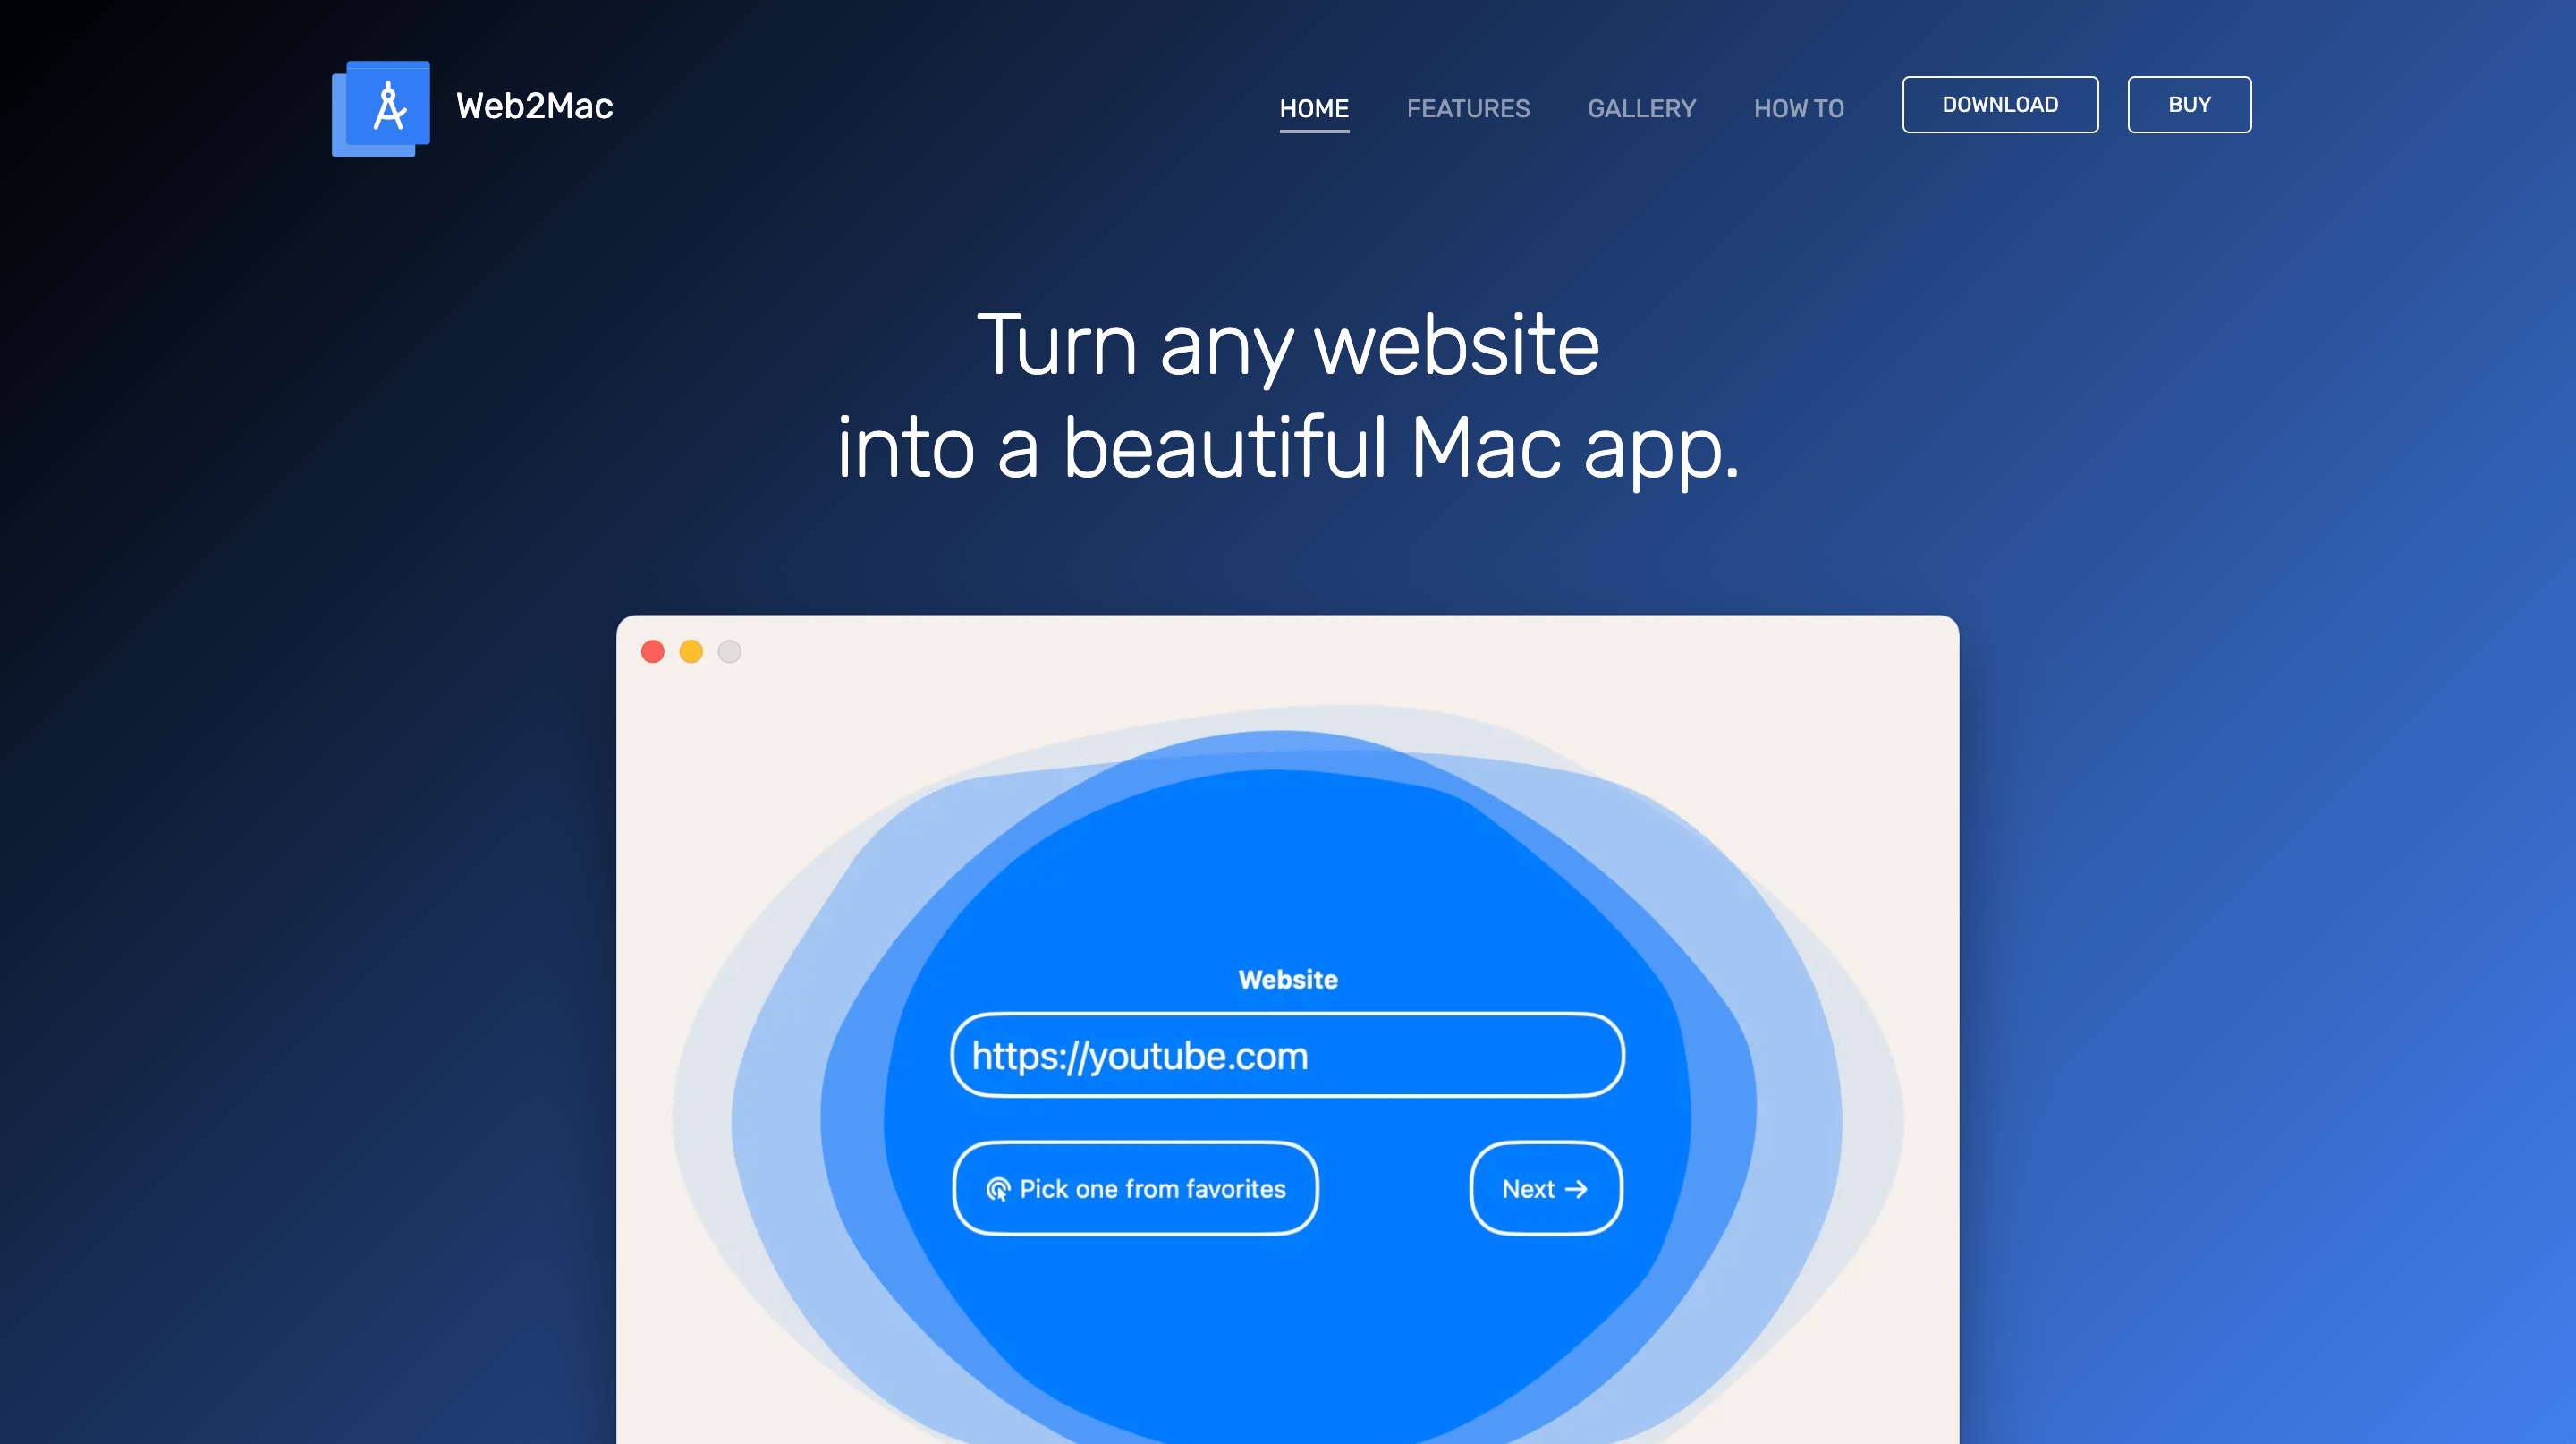 Web2Mac
HOME
FEATURES
GALLERY
HOW TO
DOWNLOAD
BUY
Turn any website
into a beautiful Mac app.
Website
https://youtube.com
Pick one from favorites
Next →